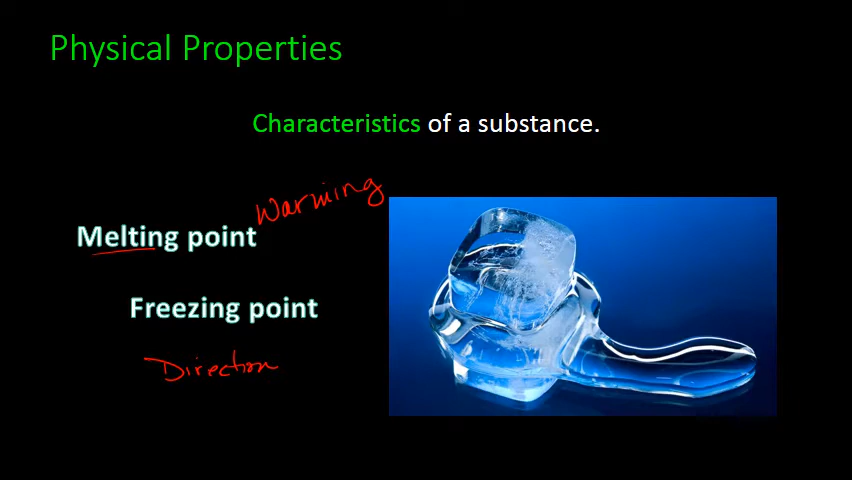 Physical Properties
Characteristics of a substance.
Warming
Melting point
Freezing point
Direction